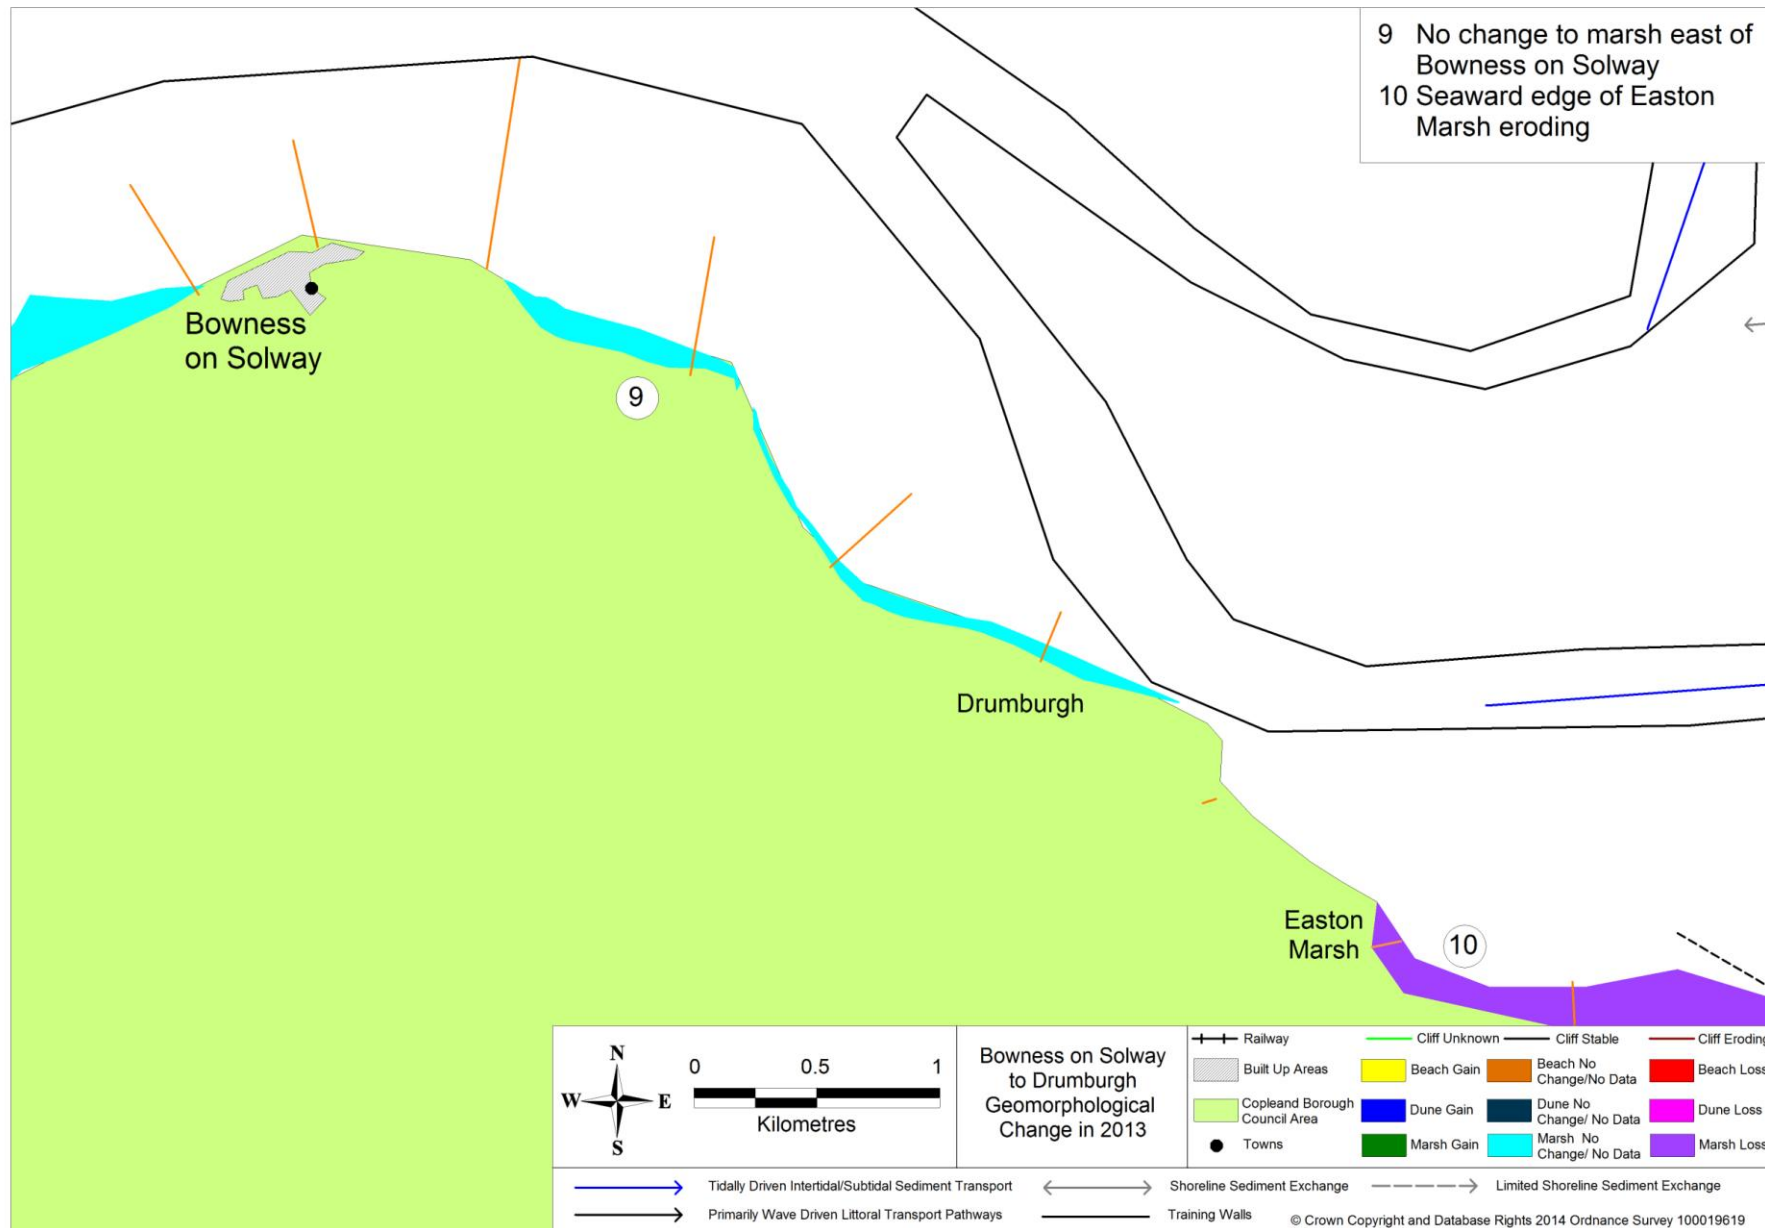 9 No change to marsh east of
Bowness on Solway
10 Seaward edge of Easton
Marsh eroding
Bowness
on Solway
9
Drumburgh
Easton
Marsh
10
N
W E
S
0 0.5 1
Kilometres
Bowness on Solway
to Drumburgh
Geomorphological
Change in 2013
Railway
Cliff Unknown
Cliff Stable
Cliff Eroding
Built Up Areas
Beach Gain
Beach No
Change/No Data
Beach Loss
Copleand Borough
Council Area
Dune Gain
Dune No
Change/ No Data
Dune Loss
Towns
Marsh Gain
Marsh No
Change/ No Data
Marsh Loss
Tidally Driven Intertidal/Subtidal Sediment Transport
Shoreline Sediment Exchange
Limited Shoreline Sediment Exchange
Primarily Wave Driven Littoral Transport Pathways
Training Walls
© Crown Copyright and Database Rights 2014 Ordnance Survey 100019619